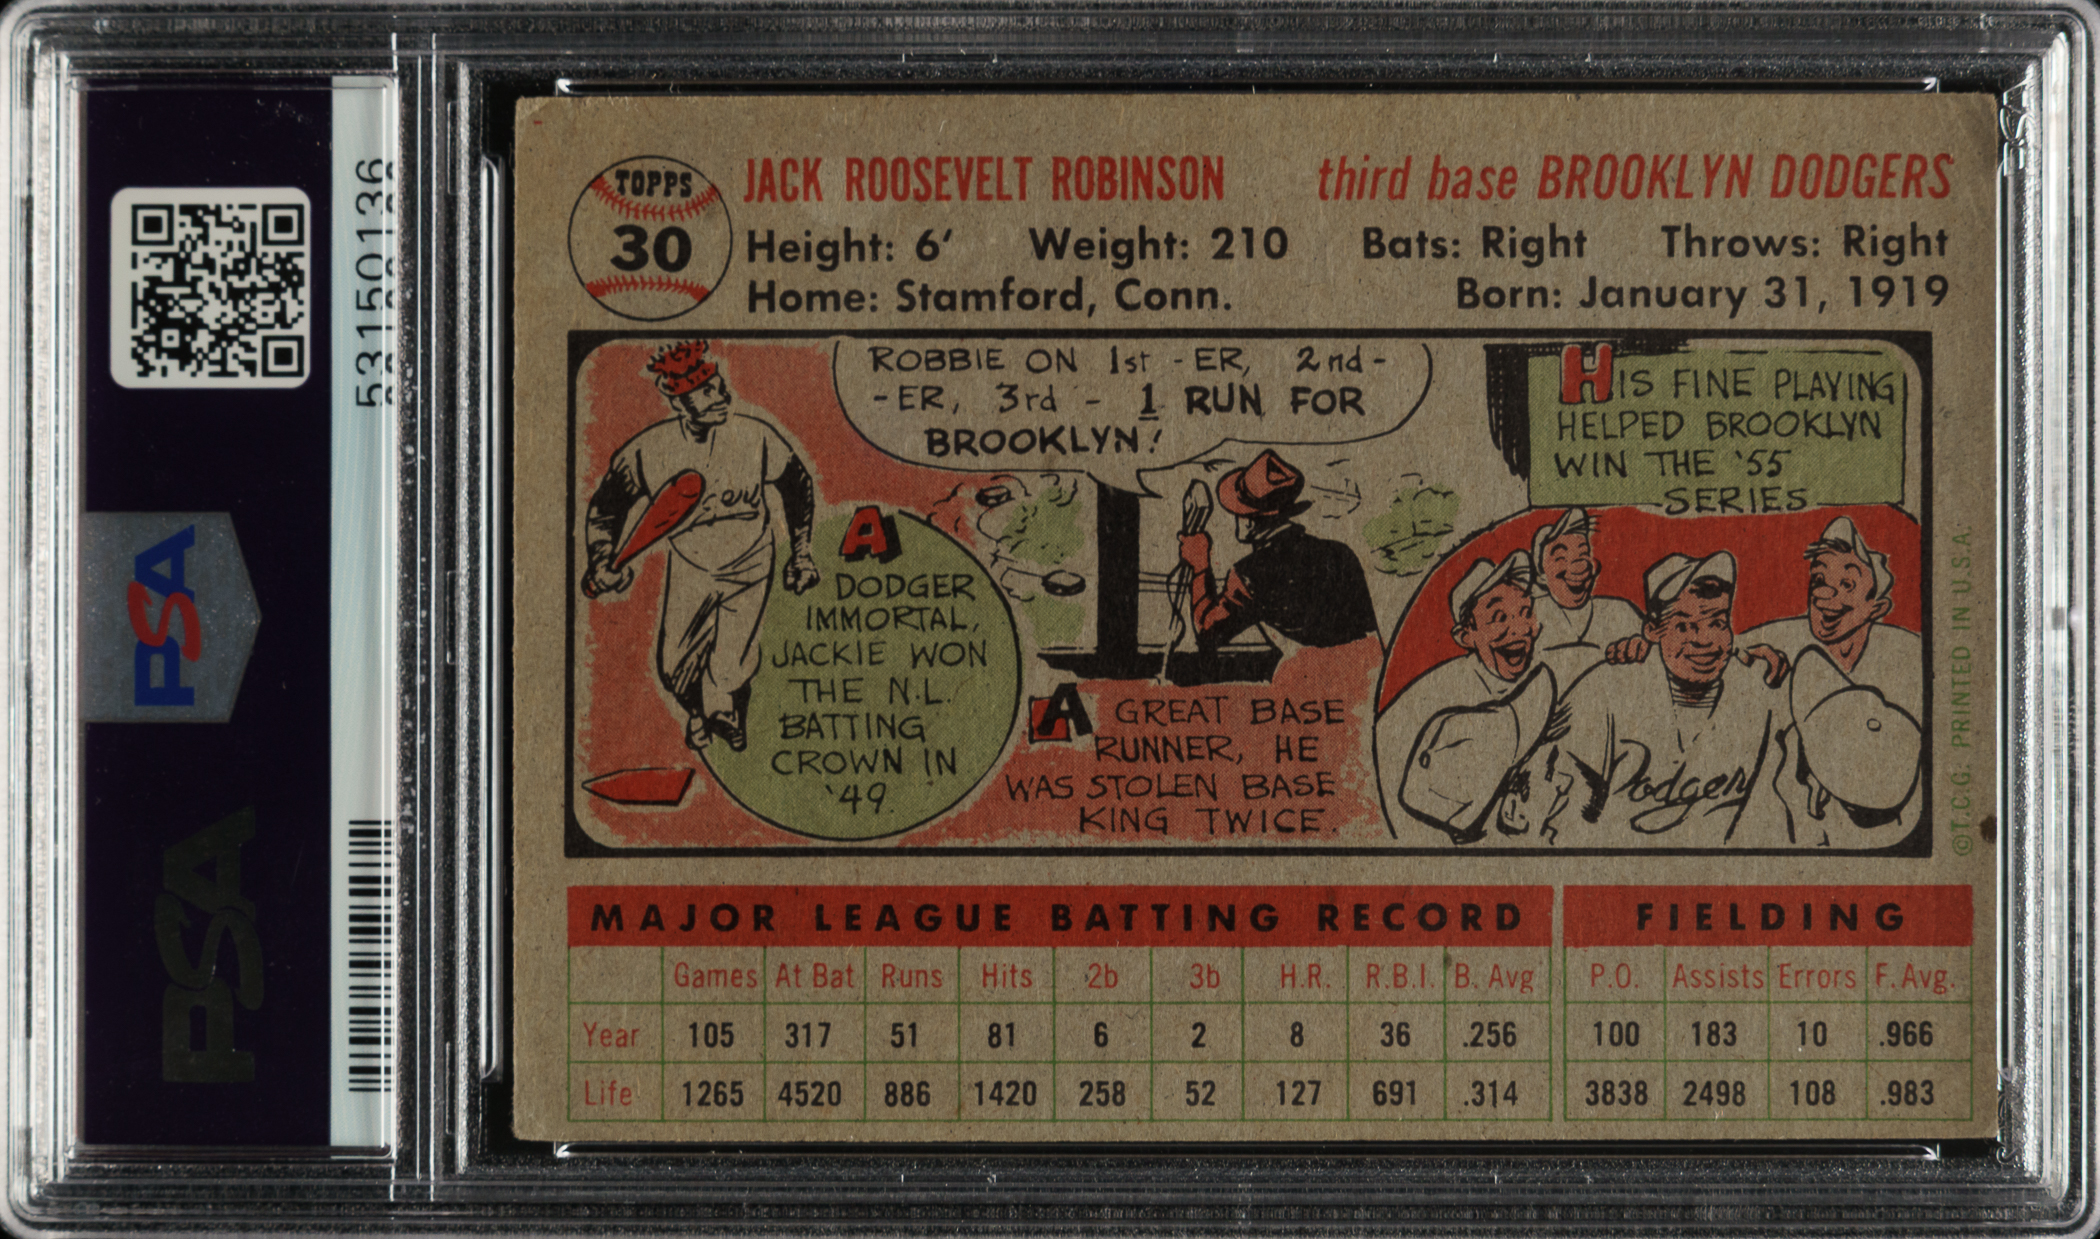 53150136
PSA
PSA
TOPPS
30
JACK ROOSEVELT ROBINSON third base BROOKLYN DODGERS
Height: 6' Weight: 210 Bats: Right Throws: Right
Home: Stamford, Conn. Born: January 31, 1919
ROBBIE ON 1st -ER, 2nd-
-ER, 3rd - 1 RUN FOR
BROOKLYN!
A
DODGER
IMMORTAL,
JACKIE WON
THE N.L.
BATTING
CROWN IN
'49.
A GREAT BASE
RUNNER, HE
WAS STOLEN BASE
KING TWICE.
HIS FINE PLAYING
HELPED BROOKLYN
WIN THE '55
SERIES
Dodgers
©T.C.G. PRINTED IN U.S.A.
MAJOR LEAGUE BATTING RECORD FIELDING
Games At Bat Runs Hits 2b 3b H.R. R.B.I. B. Avg P.O. Assists Errors F. Avg.
Year 105 317 51 81 6 2 8 36 .256 100 183 10 .966
Life 1265 4520 886 1420 258 52 127 691 .314 3838 2498 108 .983